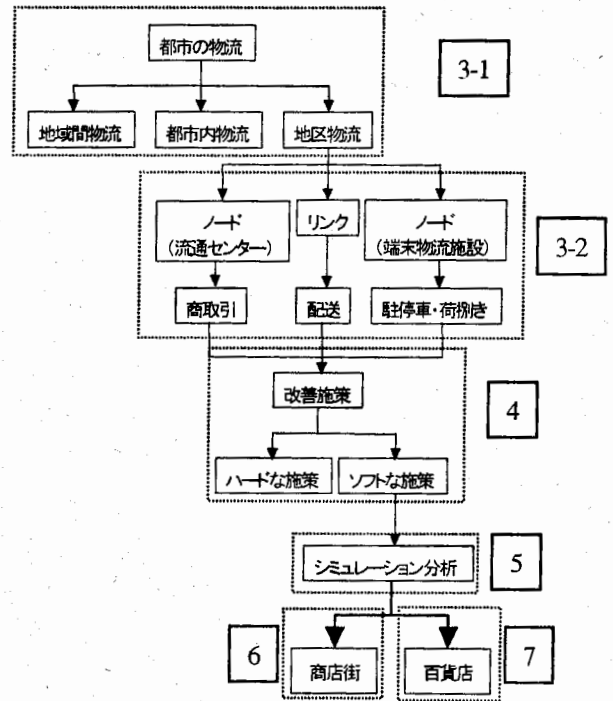 都市の物流
3-1
地域間物流
都市内物流
地区物流
ノード
(流通センター)
リンク
ノード
(端末物流施設)
3-2
商取引
配送
駐停車・荷捌き
改善施策
4
ハードな施策
ソフトな施策
シミュレーション分析
5
6
商店街
百貨店
7